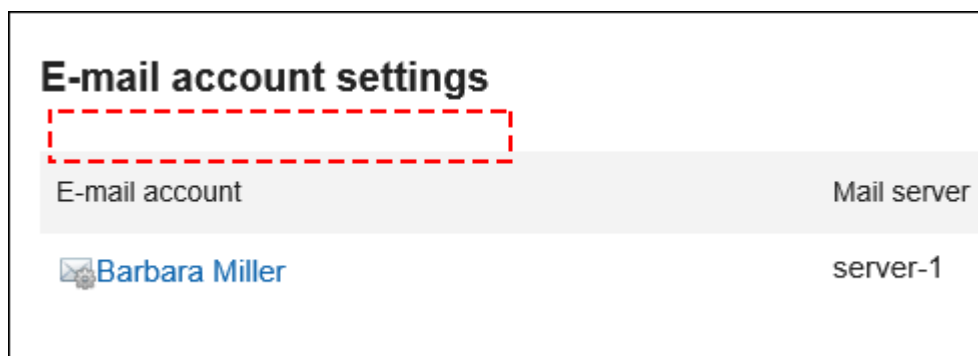 E-mail account settings
E-mail account Mail server
Barbara Miller server-1